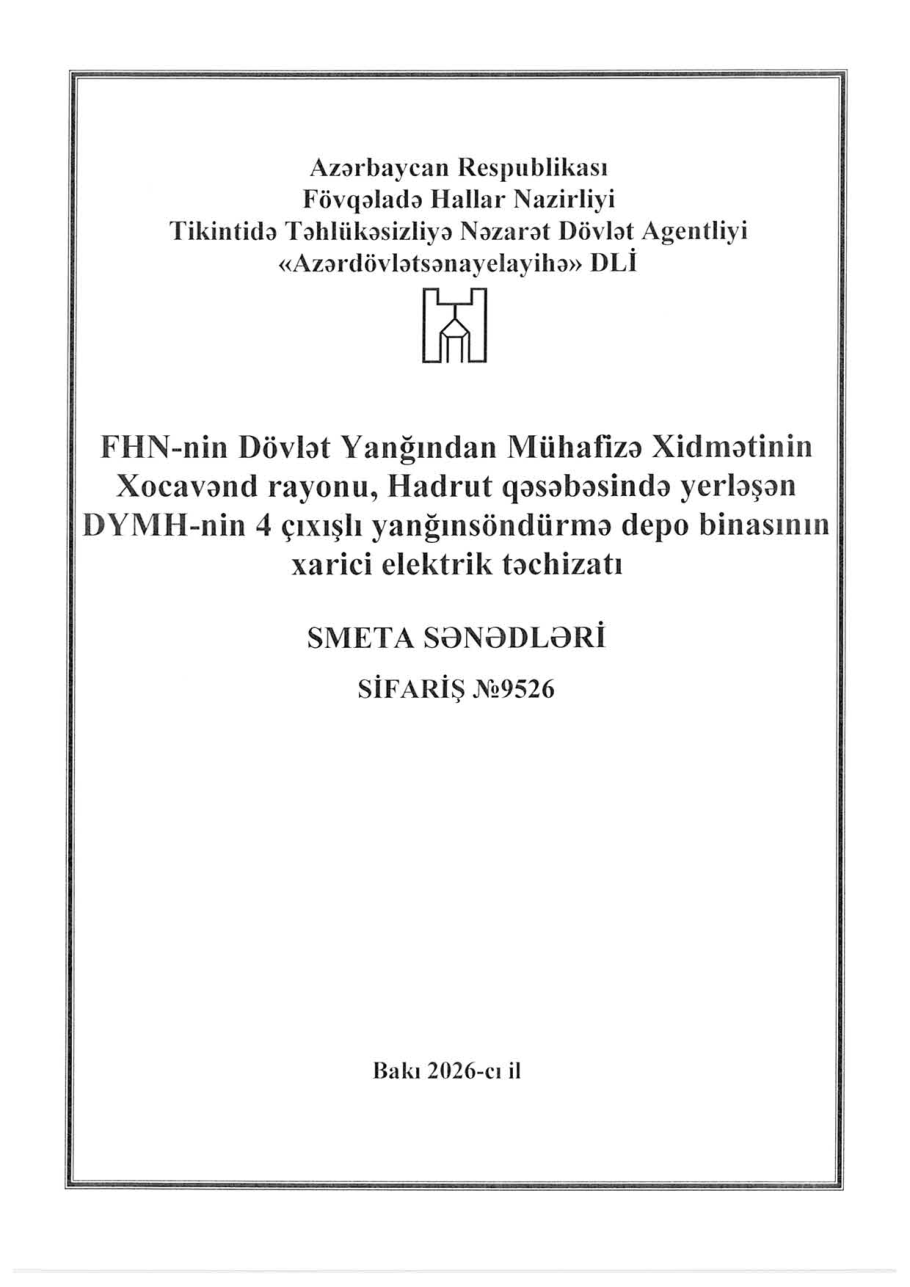 Azərbaycan Respublikası
Fövqəladə Hallar Nazirliyi
Tikintidə Təhlükəsizliyə Nəzarət Dövlət Agentliyi
«Azərdövlətsənayelayihə» DLİ
FHN-nin Dövlət Yanğından Mühafizə Xidmətinin
Xocavənd rayonu, Hadrut qəsəbəsində yerləşən
DYMH-nin 4 çıxışlı yanğınsöndürmə depo binasının
xarici elektrik təchizatı
SMETA SƏNƏDLƏRİ
SİFARİŞ №9526
Bakı 2026-cı il